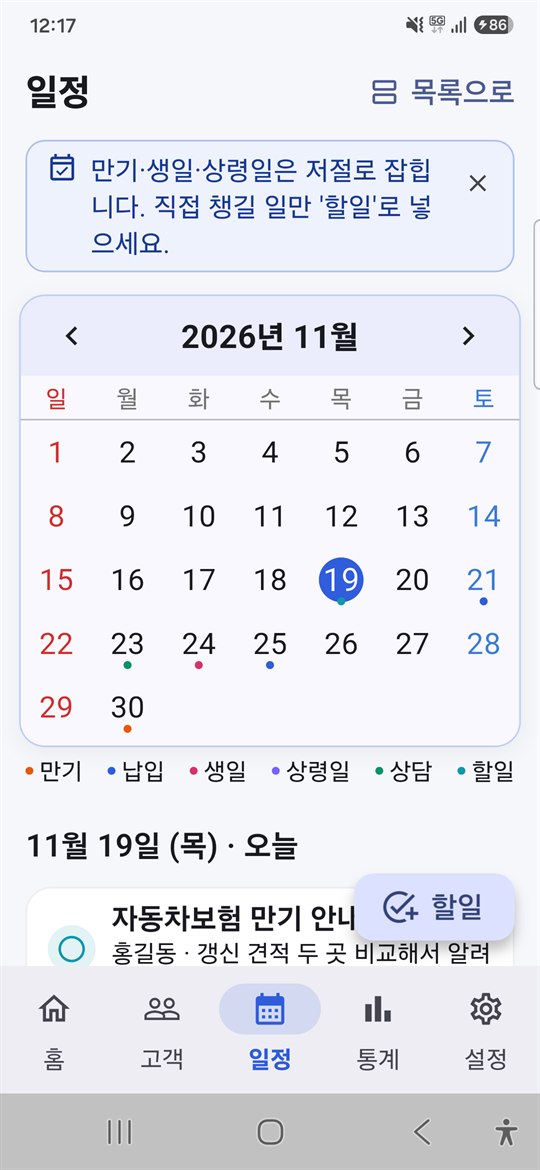 12:17
5G
86
일정
목록으로
만기·생일·상령일은 저절로 잡힙
니다. 직접 챙길 일만 '할일'로 넣
으세요.
2026년 11월
일 월 화 수 목 금 토
1 2 3 4 5 6 7
8 9 10 11 12 13 14
15 16 17 18 19 20 21
22 23 24 25 26 27 28
29 30
만기 납입 생일 상령일 상담 할일
11월 19일 (목) · 오늘
자동차보험 만기 안내
할일
홍길동 · 갱신 견적 두 곳 비교해서 알려
홈 고객 일정 통계 설정